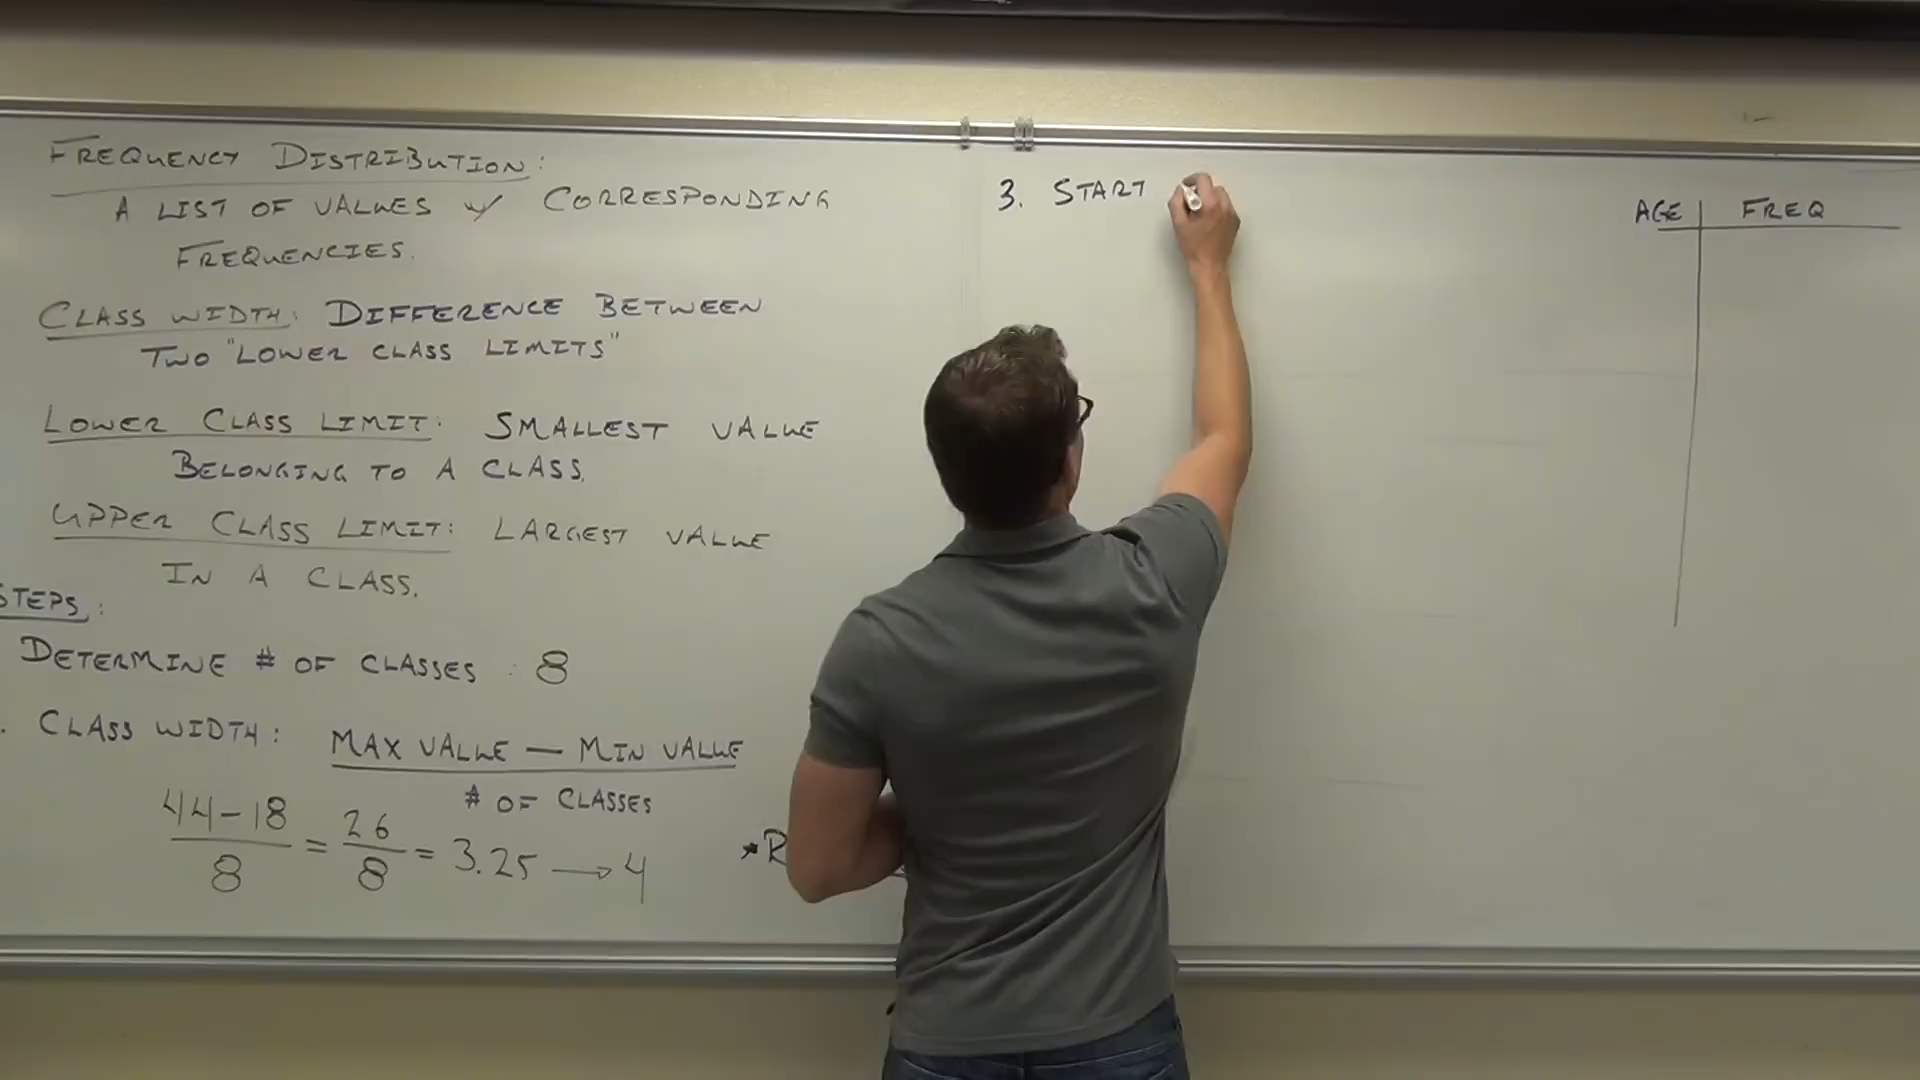 FREQUENCY DISTRIBUTION:
A LIST OF VALUES W/ CORRESPONDING
FREQUENCIES.
CLASS WIDTH: DIFFERENCE BETWEEN
TWO "LOWER CLASS LIMITS"
LOWER CLASS LIMIT: SMALLEST VALUE
BELONGING TO A CLASS.
UPPER CLASS LIMIT: LARGEST VALUE
IN A CLASS.
STEPS:
DETERMINE # OF CLASSES: 8
. CLASS WIDTH: MAX VALUE — MIN VALUE
# OF CLASSES
44-18
8
=
26
8
= 3.25 → 4
*R
3. START
AGE | FREQ